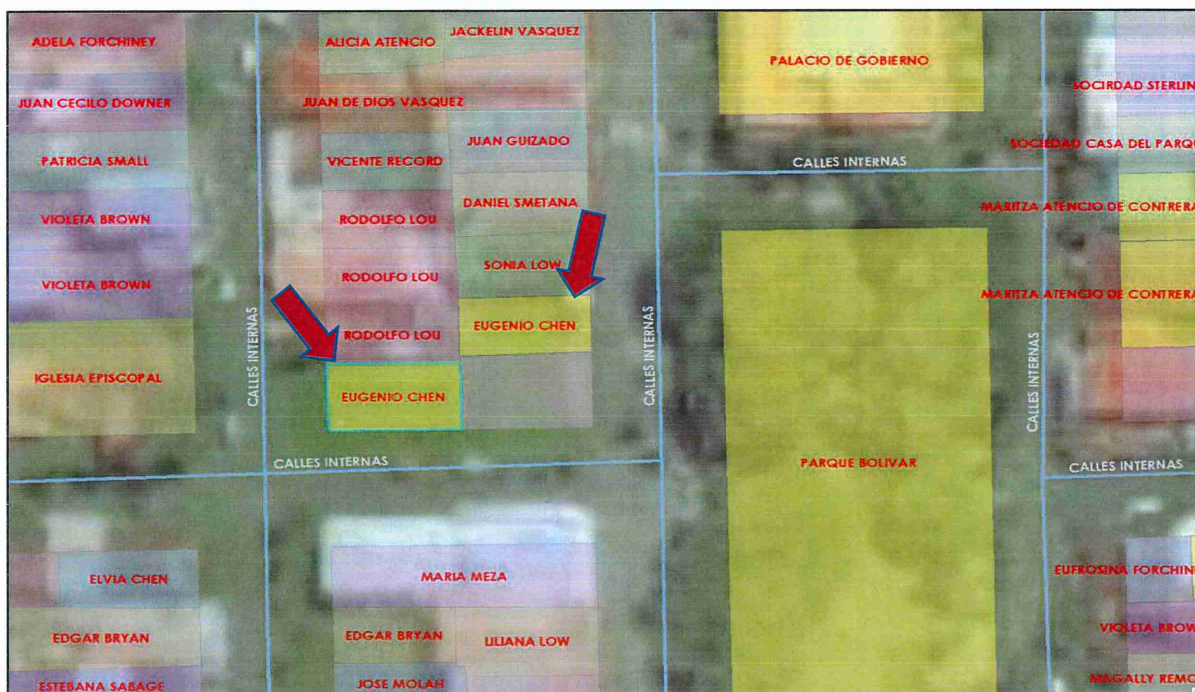 ADELA FORCHINEY
JUAN CECILO DOWNER
PATRICIA SMALL
VIOLETA BROWN
VIOLETA BROWN
IGLESIA EPISCOPAL
CALLES INTERNAS
ALICIA ATENCIO
JACKELIN VASQUEZ
JUAN DE DIOS VASQUEZ
JUAN GUIZADO
VICENTE RECORD
DANIEL SMETANA
RODOLFO LOU
SONIA LOW
RODOLFO LOU
EUGENIO CHEN
RODOLFO LOU
EUGENIO CHEN
CALLES INTERNAS
CALLES INTERNAS
PALACIO DE GOBIERNO
CALLES INTERNAS
PARQUE BOLIVAR
CALLES INTERNAS
SOCIRDAD STERLIN
SOCIEDAD CASA DEL PARQU
MARITZA ATENCIO DE CONTRERA
MARITZA ATENCIO DE CONTRERA
CALLES INTERNAS
ELVIA CHEN
EDGAR BRYAN
ESTEBANA SABAGE
MARIA MEZA
EDGAR BRYAN
LILIANA LOW
JOSE MOLAH
EUFROSINA FORCHIN
VIOLETA BROW
MAGALLY REMO